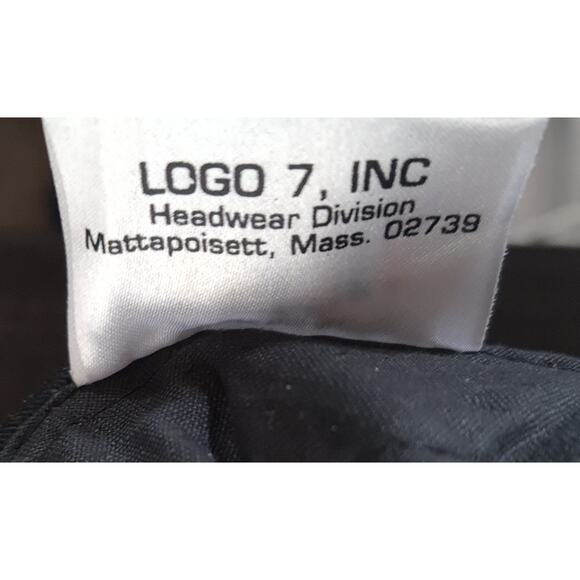 LOGO 7, INC
Headwear Division
Mattapoisett, Mass. 02739